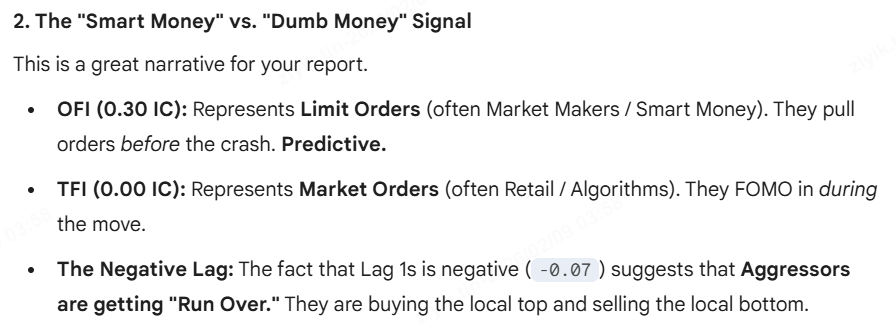 2. The "Smart Money" vs. "Dumb Money" Signal
This is a great narrative for your report.
• OFI (0.30 IC): Represents Limit Orders (often Market Makers / Smart Money). They pull
orders before the crash. Predictive.
• TFI (0.00 IC): Represents Market Orders (often Retail / Algorithms). They FOMO in during
the move.
• The Negative Lag: The fact that Lag 1s is negative ( -0.07 ) suggests that Aggressors
are getting "Run Over." They are buying the local top and selling the local bottom.